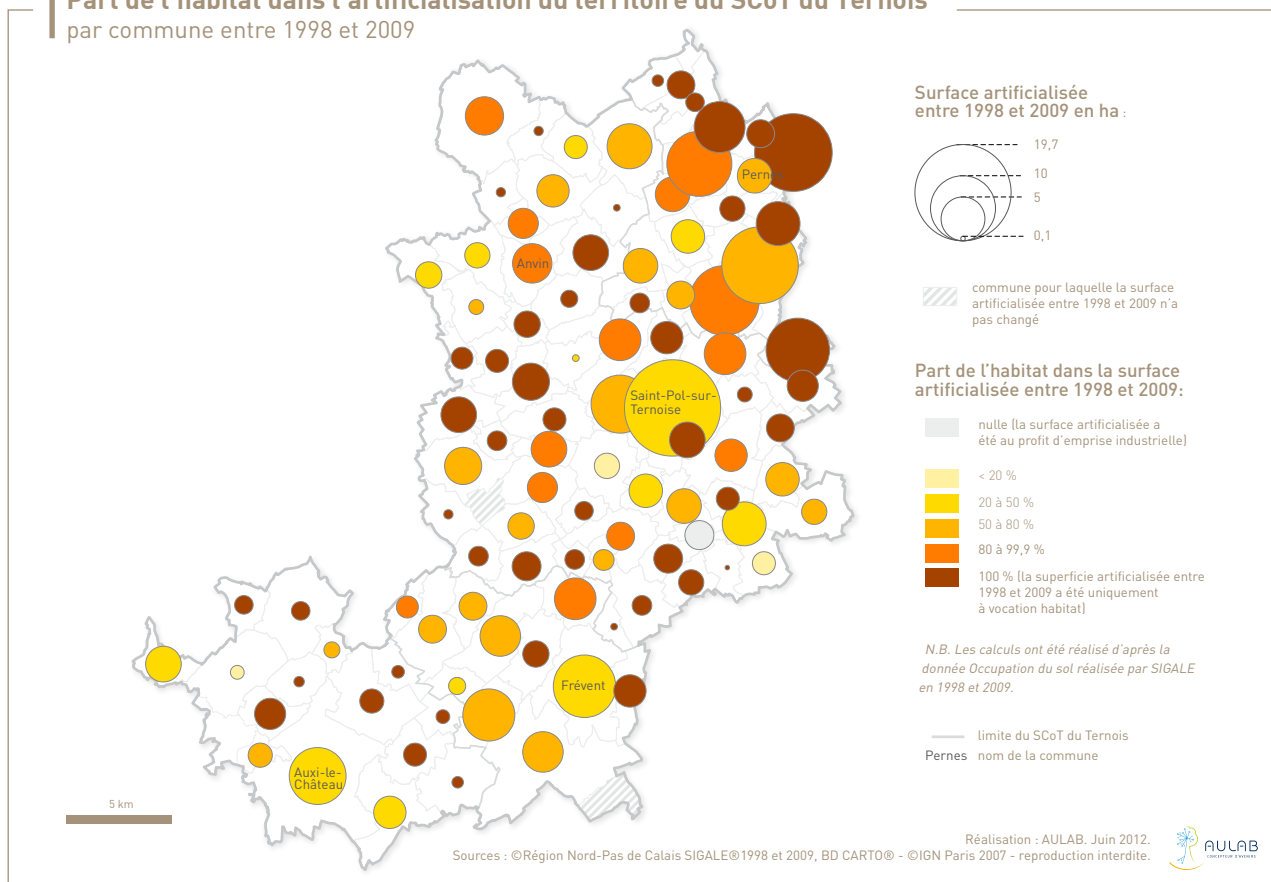 Part de l'habitat dans l'artificialisation du territoire du SCoT du Ternois
par commune entre 1998 et 2009
Surface artificialisée
entre 1998 et 2009 en ha :
19,7
10
5
0,1
commune pour laquelle la surface
artificialisée entre 1998 et 2009 n'a
pas changé
Part de l'habitat dans la surface
artificialisée entre 1998 et 2009:
nulle (la surface artificialisée a
été au profit d'emprise industrielle)
< 20 %
20 à 50 %
50 à 80 %
80 à 99,9 %
100 % (la superficie artificialisée entre
1998 et 2009 a été uniquement
à vocation habitat)
N.B. Les calculs ont été réalisé d'après la
donnée Occupation du sol réalisée par SIGALE
en 1998 et 2009.
limite du SCoT du Ternois
Pernes nom de la commune
Pernes
Anvin
Saint-Pol-sur-
Ternoise
Frévent
Auxi-le-
Château
5 km
Réalisation : AULAB. Juin 2012.
Sources : ©Région Nord-Pas de Calais SIGALE®1998 et 2009, BD CARTO® - ©IGN Paris 2007 - reproduction interdite.
AULAB
CONCEPTEUR D'AVENIRS